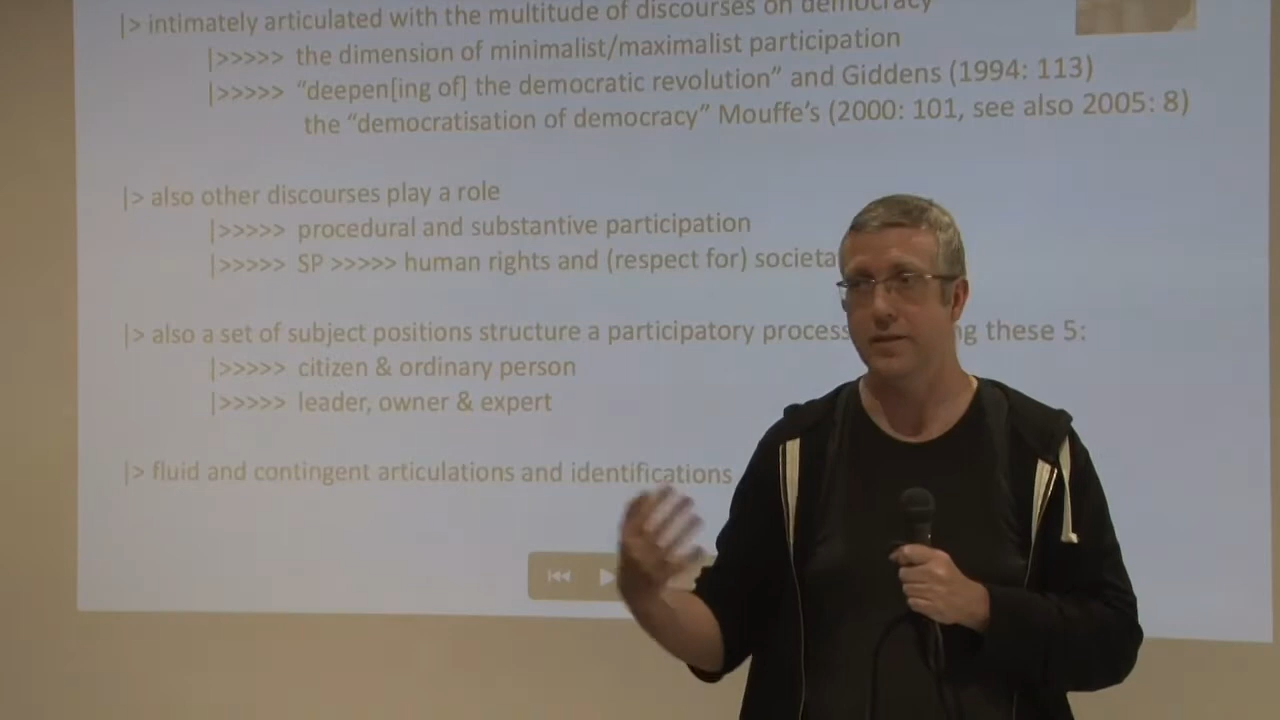 |> intimately articulated with the multitude of discourses on democracy
|>>>>> the dimension of minimalist/maximalist participation
|>>>>> “deepen[ing of] the democratic revolution” and Giddens (1994: 113)
the “democratisation of democracy” Mouffe’s (2000: 101, see also 2005: 8)
|> also other discourses play a role
|>>>>> procedural and substantive participation
|>>>>> SP >>>>> human rights and (respect for)
|> also a set of subject positions structure a participatory these 5:
|>>>>> citizen & ordinary person
|>>>>> leader, owner & expert
|> fluid and contingent articulations and identifications